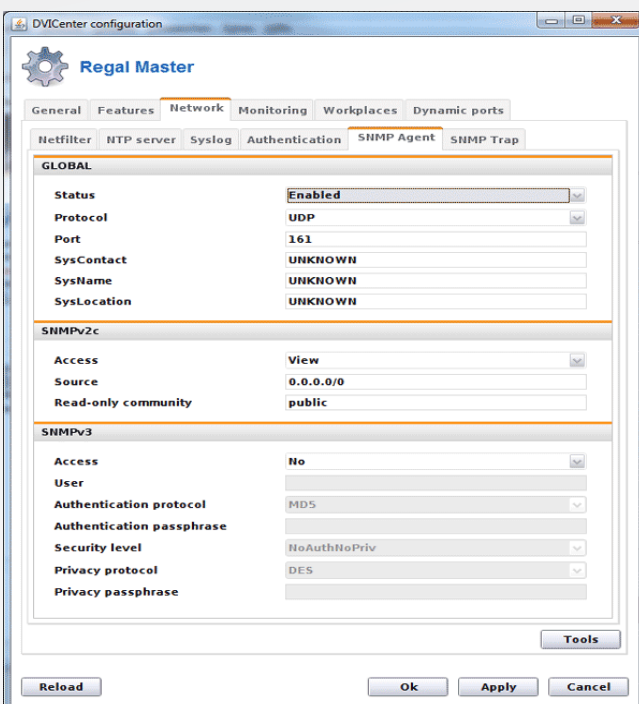 DVICenter configuration
Regal Master
General Features Network Monitoring Workplaces Dynamic ports
Netfilter NTP server Syslog Authentication SNMP Agent SNMP Trap
GLOBAL
Status Enabled
Protocol UDP
Port 161
SysContact UNKNOWN
SysName UNKNOWN
SysLocation UNKNOWN
SNMPv2c
Access View
Source 0.0.0.0/0
Read-only community public
SNMPv3
Access No
User
Authentication protocol MD5
Authentication passphrase
Security level NoAuthNoPriv
Privacy protocol DES
Privacy passphrase
Tools
Reload Ok Apply Cancel